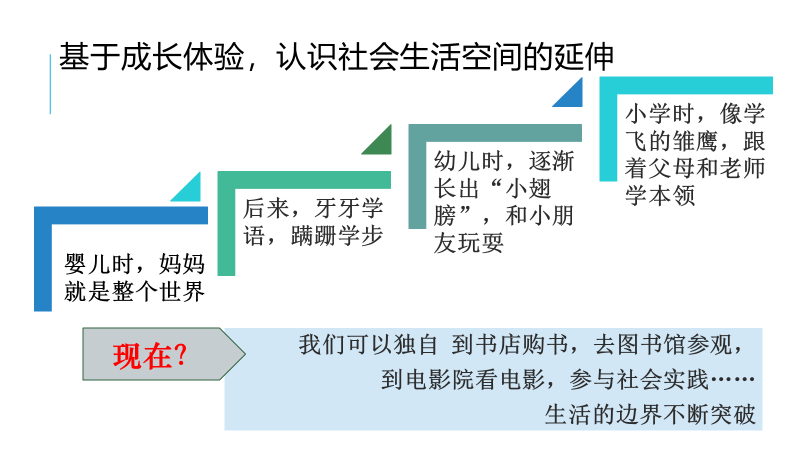 基于成长体验，认识社会生活空间的延伸
婴儿时，妈妈
就是整个世界
后来，牙牙学
语，蹒跚学步
幼儿时，逐渐
长出“小翅
膀”，和小朋
友玩耍
小学时，像学
飞的雏鹰，跟
着父母和老师
学本领
现在？
我们可以独自 到书店购书，去图书馆参观，
到电影院看电影，参与社会实践……
生活的边界不断突破